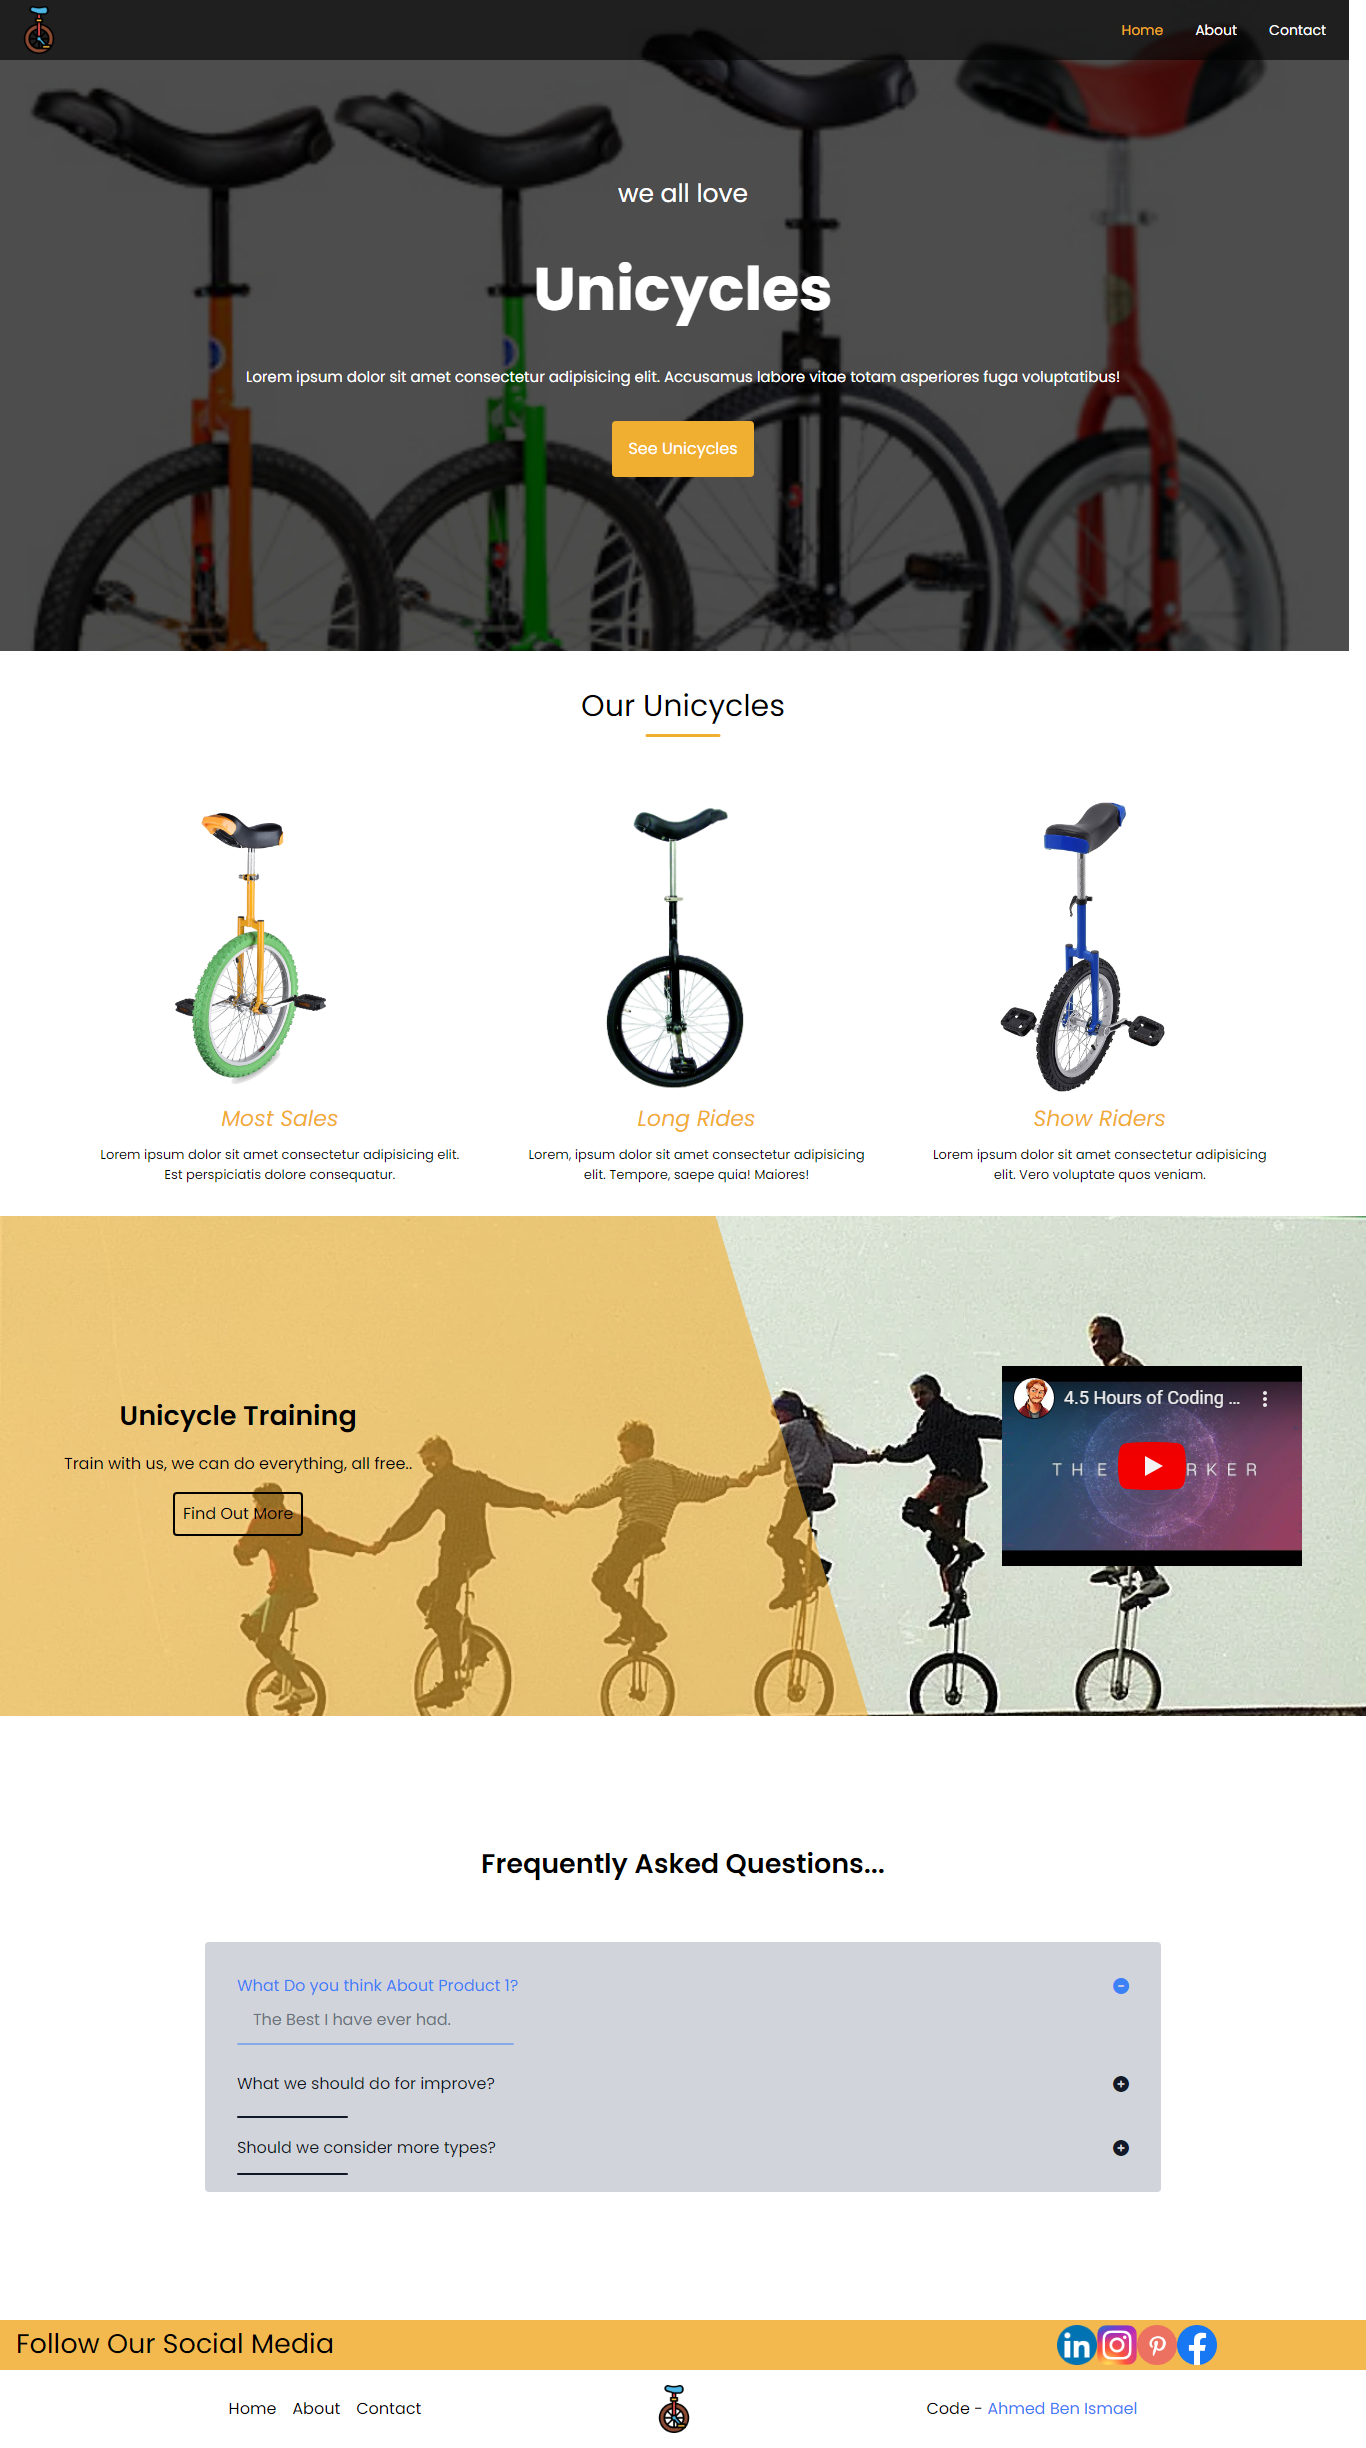 Home About Contact
we all love
Unicycles
Lorem ipsum dolor sit amet consectetur adipisicing elit. Accusamus labore vitae totam asperiores fuga voluptatibus!
See Unicycles
Our Unicycles
Most Sales
Lorem ipsum dolor sit amet consectetur adipisicing elit.
Est perspiciatis dolore consequatur.
Long Rides
Lorem, ipsum dolor sit amet consectetur adipisicing
elit. Tempore, saepe quia! Maiores!
Show Riders
Lorem ipsum dolor sit amet consectetur adipisicing
elit. Vero voluptate quos veniam.
Unicycle Training
Train with us, we can do everything, all free..
Find Out More
4.5 Hours of Coding ...
THE RKER
Frequently Asked Questions...
What Do you think About Product 1?
The Best I have ever had.
What we should do for improve?
Should we consider more types?
Follow Our Social Media
in
Home About Contact
Code - Ahmed Ben Ismael